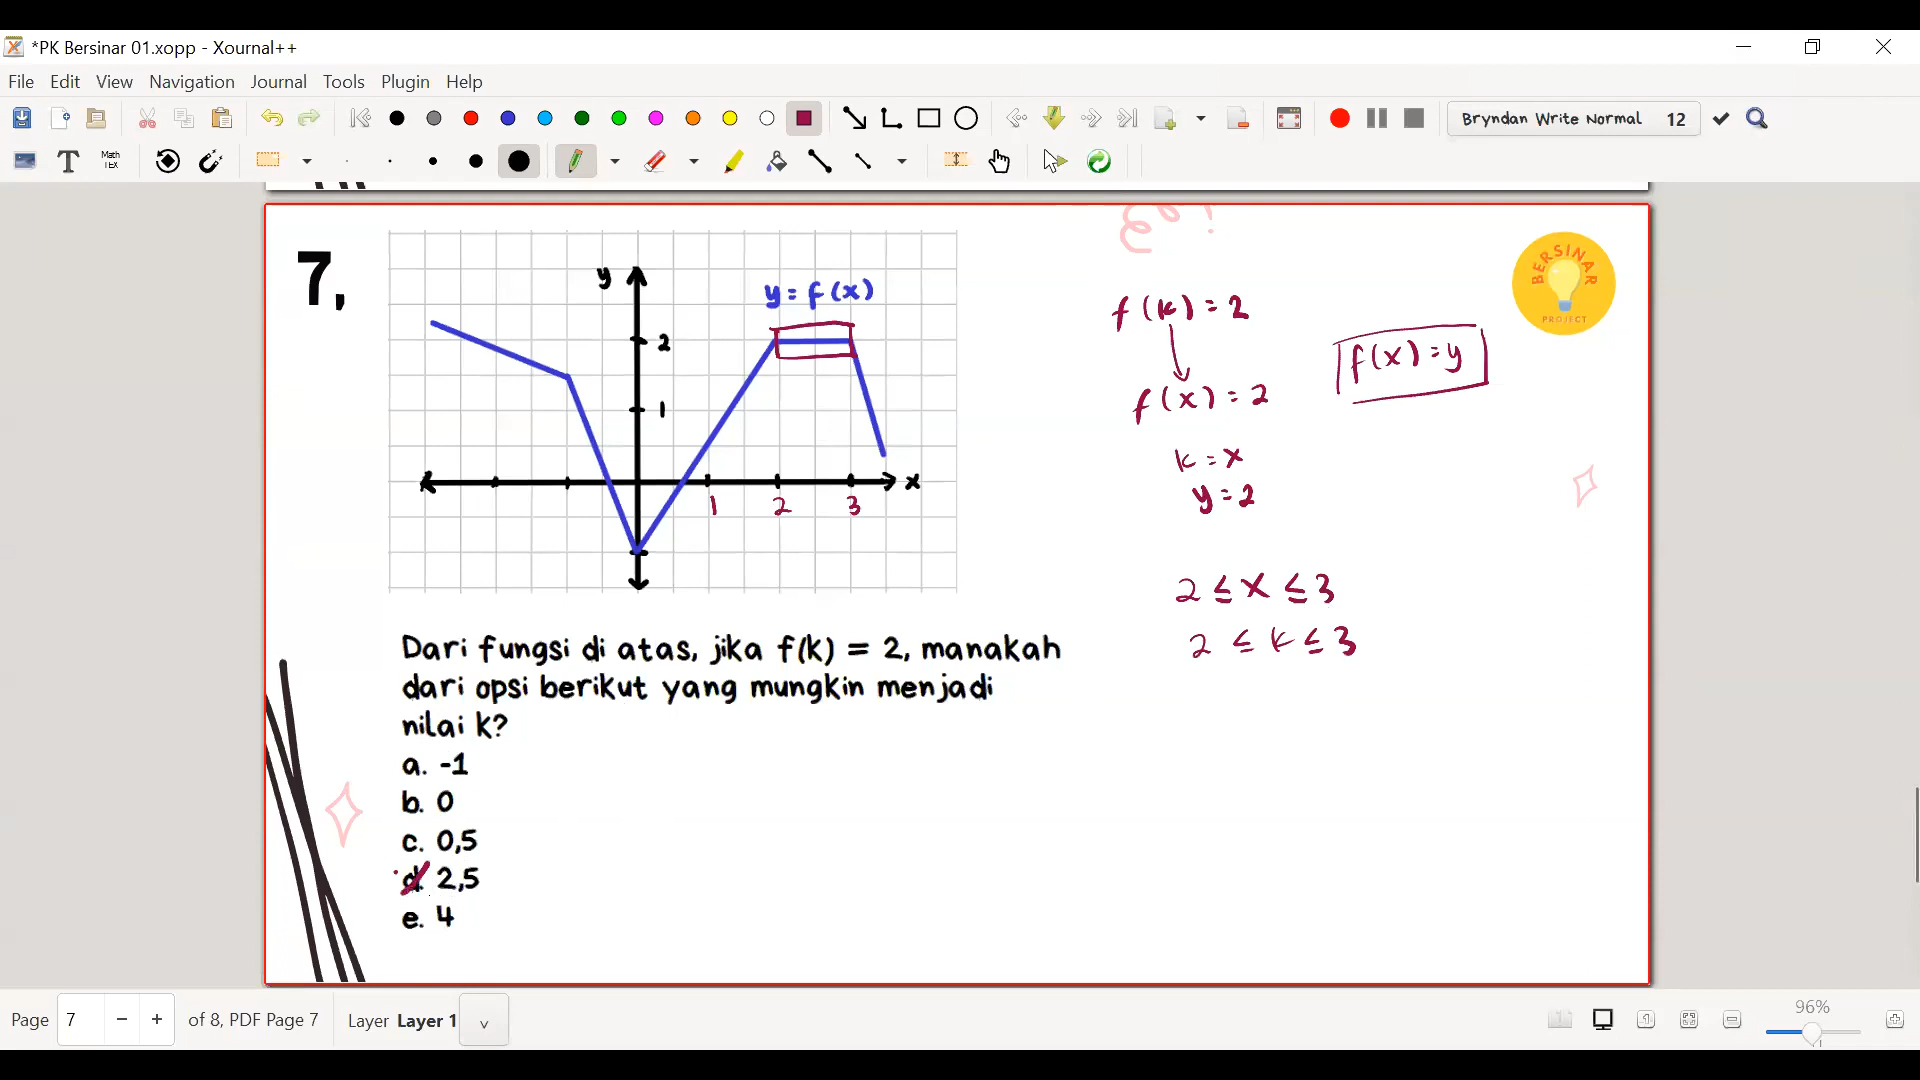 *PK Bersinar 01.xopp - Xournal++
File Edit View Navigation Journal Tools Plugin Help
Bryndan Write Normal 12
T Math TEX
7,
y
y = f(x)
2
1
x
1 2 3
f(k) = 2
f(x) = 2
f(x) = y
k = x
y = 2
2 ≤ x ≤ 3
2 ≤ k ≤ 3
BERSINAR
PROJECT
Dari fungsi di atas, jika f(k) = 2, manakah
dari opsi berikut yang mungkin menjadi
nilai k?
a. -1
b. 0
c. 0,5
d. 2,5
e. 4
Page 7 of 8, PDF Page 7 Layer Layer 1
96%